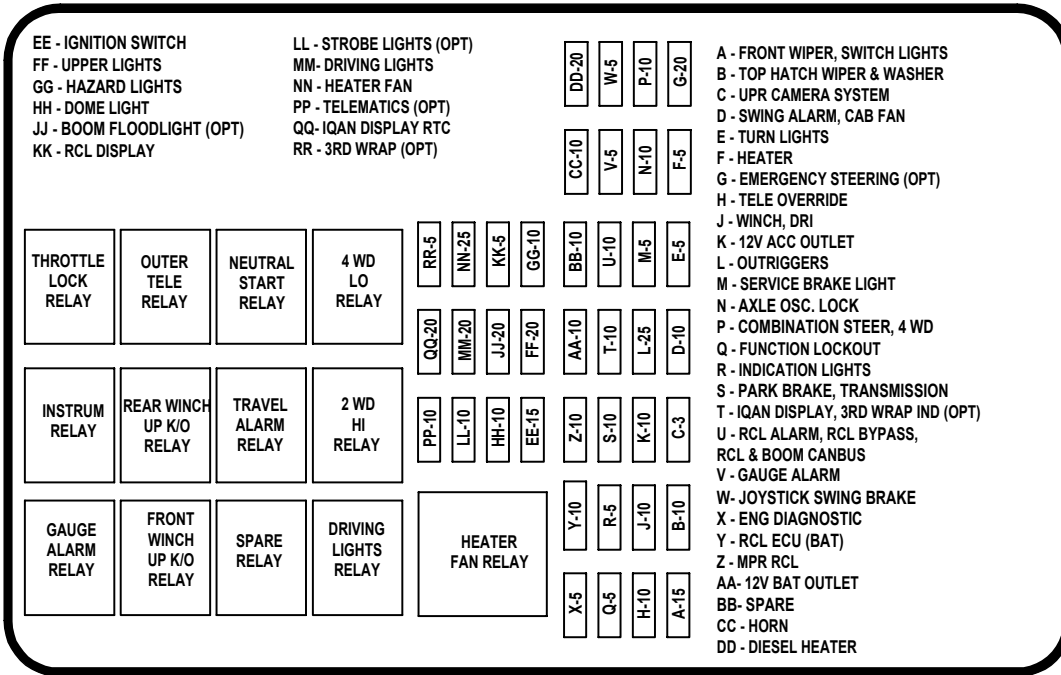 EE - IGNITION SWITCH
FF - UPPER LIGHTS
GG - HAZARD LIGHTS
HH - DOME LIGHT
JJ - BOOM FLOODLIGHT (OPT)
KK - RCL DISPLAY
LL - STROBE LIGHTS (OPT)
MM- DRIVING LIGHTS
NN - HEATER FAN
PP - TELEMATICS (OPT)
QQ- IQAN DISPLAY RTC
RR - 3RD WRAP (OPT)
DD-20
W-5
P-10
G-20
CC-10
V-5
N-10
F-5
RR-5
NN-25
KK-5
GG-10
BB-10
U-10
M-5
E-5
QQ-20
MM-20
JJ-20
FF-20
AA-10
T-10
L-25
D-10
PP-10
LL-10
HH-10
EE-15
Z-10
S-10
K-10
C-3
Y-10
R-5
J-10
B-10
X-5
Q-5
H-10
A-15
THROTTLE
LOCK
RELAY
OUTER
TELE
RELAY
NEUTRAL
START
RELAY
4 WD
LO
RELAY
INSTRUM
RELAY
REAR WINCH
UP K/O
RELAY
TRAVEL
ALARM
RELAY
2 WD
HI
RELAY
GAUGE
ALARM
RELAY
FRONT
WINCH
UP K/O
RELAY
SPARE
RELAY
DRIVING
LIGHTS
RELAY
HEATER
FAN RELAY
A - FRONT WIPER, SWITCH LIGHTS
B - TOP HATCH WIPER & WASHER
C - UPR CAMERA SYSTEM
D - SWING ALARM, CAB FAN
E - TURN LIGHTS
F - HEATER
G - EMERGENCY STEERING (OPT)
H - TELE OVERRIDE
J - WINCH, DRI
K - 12V ACC OUTLET
L - OUTRIGGERS
M - SERVICE BRAKE LIGHT
N - AXLE OSC. LOCK
P - COMBINATION STEER, 4 WD
Q - FUNCTION LOCKOUT
R - INDICATION LIGHTS
S - PARK BRAKE, TRANSMISSION
T - IQAN DISPLAY, 3RD WRAP IND (OPT)
U - RCL ALARM, RCL BYPASS,
RCL & BOOM CANBUS
V - GAUGE ALARM
W- JOYSTICK SWING BRAKE
X - ENG DIAGNOSTIC
Y - RCL ECU (BAT)
Z - MPR RCL
AA- 12V BAT OUTLET
BB- SPARE
CC - HORN
DD - DIESEL HEATER